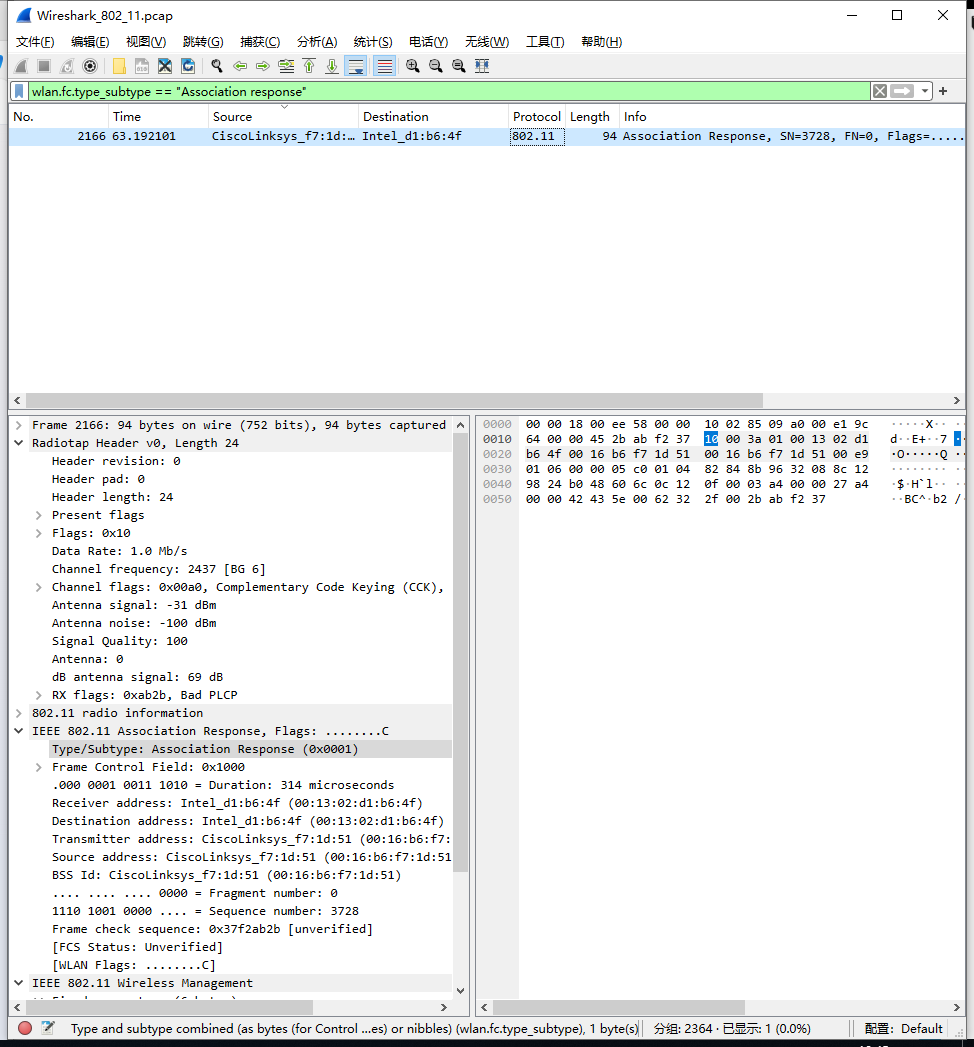 Wireshark_802_11.pcap
文件(F) 编辑(E) 视图(V) 跳转(G) 捕获(C) 分析(A) 统计(S) 电话(Y) 无线(W) 工具(T) 帮助(H)
wlan.fc.type_subtype == "Association response"
No. Time Source Destination Protocol Length Info
2166 63.192101 CiscoLinksys_f7:1d:… Intel_d1:b6:4f 802.11 94 Association Response, SN=3728, FN=0, Flags=.....
Frame 2166: 94 bytes on wire (752 bits), 94 bytes captured
Radiotap Header v0, Length 24
Header revision: 0
Header pad: 0
Header length: 24
Present flags
Flags: 0x10
Data Rate: 1.0 Mb/s
Channel frequency: 2437 [BG 6]
Channel flags: 0x00a0, Complementary Code Keying (CCK),
Antenna signal: -31 dBm
Antenna noise: -100 dBm
Signal Quality: 100
Antenna: 0
dB antenna signal: 69 dB
RX flags: 0xab2b, Bad PLCP
802.11 radio information
IEEE 802.11 Association Response, Flags: ........C
Type/Subtype: Association Response (0x0001)
Frame Control Field: 0x1000
.000 0001 0011 1010 = Duration: 314 microseconds
Receiver address: Intel_d1:b6:4f (00:13:02:d1:b6:4f)
Destination address: Intel_d1:b6:4f (00:13:02:d1:b6:4f)
Transmitter address: CiscoLinksys_f7:1d:51 (00:16:b6:f7:
Source address: CiscoLinksys_f7:1d:51 (00:16:b6:f7:1d:51
BSS Id: CiscoLinksys_f7:1d:51 (00:16:b6:f7:1d:51)
.... .... .... 0000 = Fragment number: 0
1110 1001 0000 .... = Sequence number: 3728
Frame check sequence: 0x37f2ab2b [unverified]
[FCS Status: Unverified]
[WLAN Flags: ........C]
IEEE 802.11 Wireless Management
0000 00 00 18 00 ee 58 00 00 10 02 85 09 a0 00 e1 9c ·····X·· ··
0010 64 00 00 45 2b ab f2 37 10 00 3a 01 00 13 02 d1 d··E+··7 ·
0020 b6 4f 00 16 b6 f7 1d 51 00 16 b6 f7 1d 51 00 e9 ·O·····Q ··
0030 01 06 00 00 05 c0 01 04 82 84 8b 96 32 08 8c 12 ········ ··
0040 98 24 b0 48 60 6c 0c 12 0f 00 03 a4 00 00 27 a4 ·$·H`l·· ··
0050 00 00 42 43 5e 00 62 32 2f 00 2b ab f2 37 ··BC^·b2 /
Type and subtype combined (as bytes (for Control ...es) or nibbles) (wlan.fc.type_subtype), 1 byte(s) 分组: 2364 · 已显示: 1 (0.0%) 配置: Default